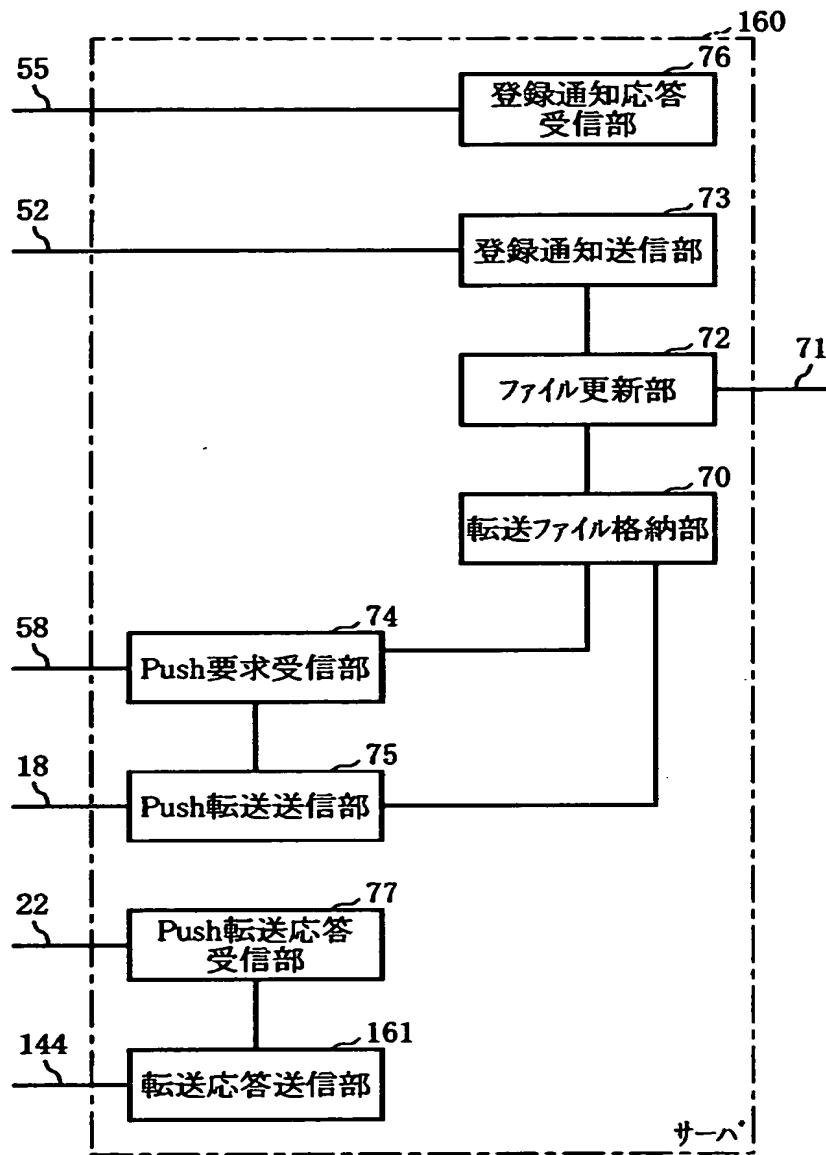 160
55
76
登録通知応答
受信部
52
73
登録通知送信部
72
71
ファイル更新部
70
転送ファイル格納部
58
74
Push要求受信部
18
75
Push転送送信部
22
77
Push転送応答
受信部
144
161
転送応答送信部
サーバ